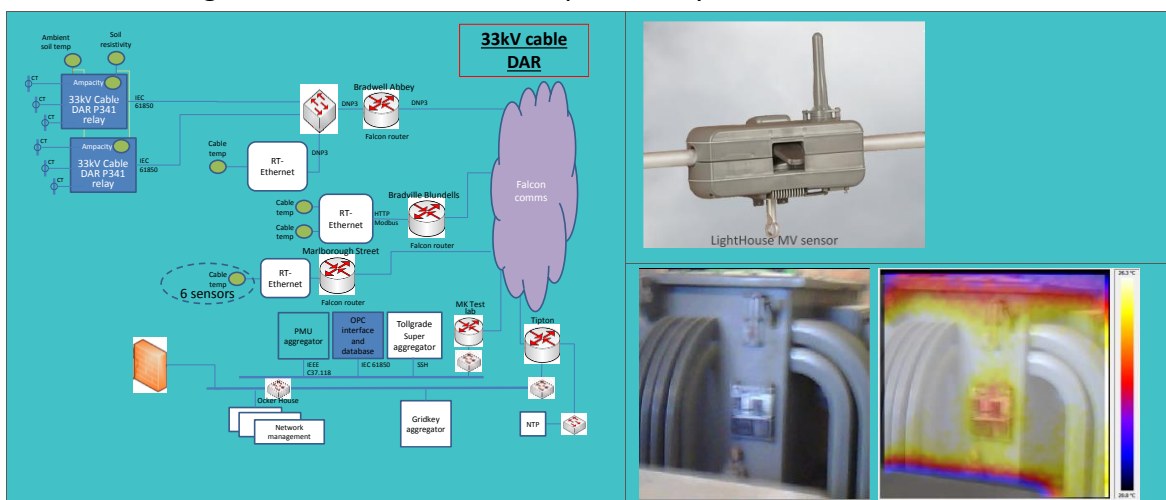 33kV cable
DAR
Ambient
soil temp
Soil
resistivity
CT
CT
CT
Ampacity
33kV Cable
DAR P341
relay
IEC
61850
CT
CT
CT
Ampacity
33kV Cable
DAR P341
relay
IEC
61850
DNP3
Bradwell Abbey
DNP3
Falcon router
DNP3
Cable
temp
RT-
Ethernet
Cable
temp
Cable
temp
RT-
Ethernet
HTTP
Modbus
Bradville Blundells
Falcon router
Falcon
comms
Marlborough Street
Cable
temp
6 sensors
RT-
Ethernet
Falcon router
MK Test
lab
Tipton
PMU
aggregator
OPC
interface
and
database
Tollgrade
Super
aggregator
IEEE
C37.118
IEC 61850
SSH
Ocker House
Network
management
Gridkey
aggregator
NTP
LightHouse MV sensor